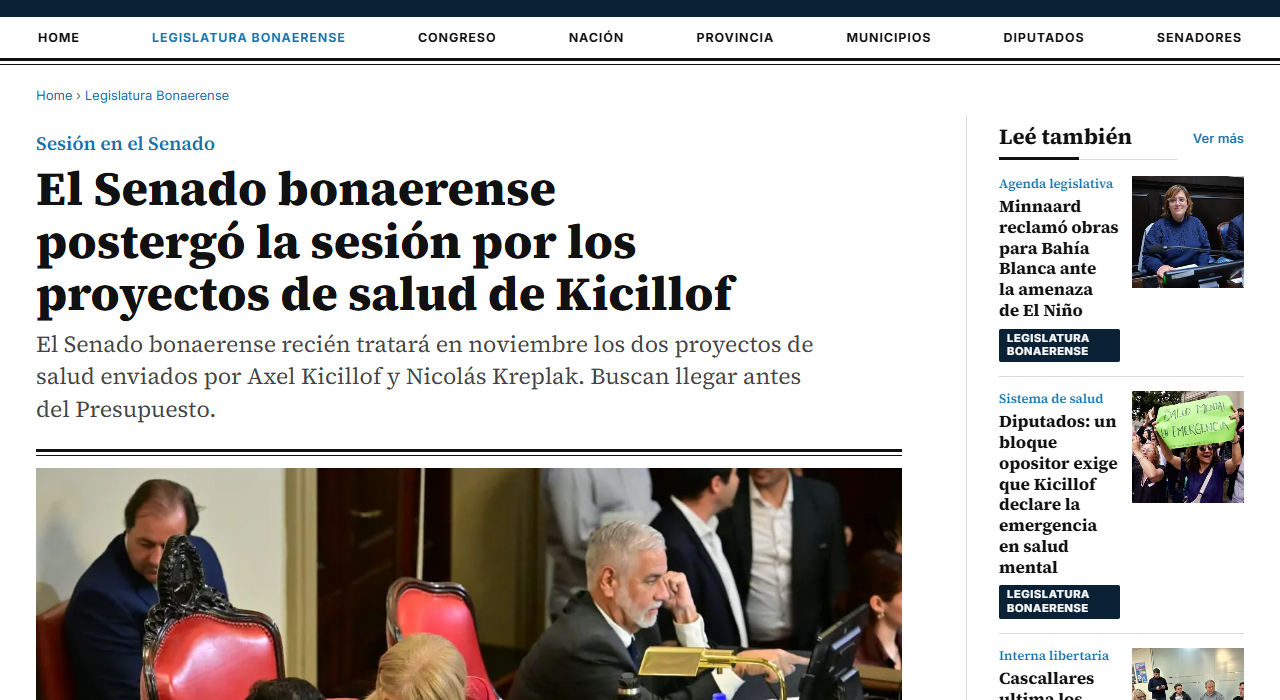 HOME
LEGISLATURA BONAERENSE
CONGRESO
NACIÓN
PROVINCIA
MUNICIPIOS
DIPUTADOS
SENADORES
Home › Legislatura Bonaerense
Sesión en el Senado
El Senado bonaerense
postergó la sesión por los
proyectos de salud de Kicillof
El Senado bonaerense recién tratará en noviembre los dos proyectos de
salud enviados por Axel Kicillof y Nicolás Kreplak. Buscan llegar antes
del Presupuesto.
Leé también
Ver más
Agenda legislativa
Minnaard
reclamó obras
para Bahía
Blanca ante
la amenaza
de El Niño
LEGISLATURA
BONAERENSE
Sistema de salud
Diputados: un
bloque
opositor exige
que Kicillof
declare la
emergencia
en salud
mental
SALUD MENTAL
EN EMERGENCIA
LEGISLATURA
BONAERENSE
Interna libertaria
Cascallares
ultima los